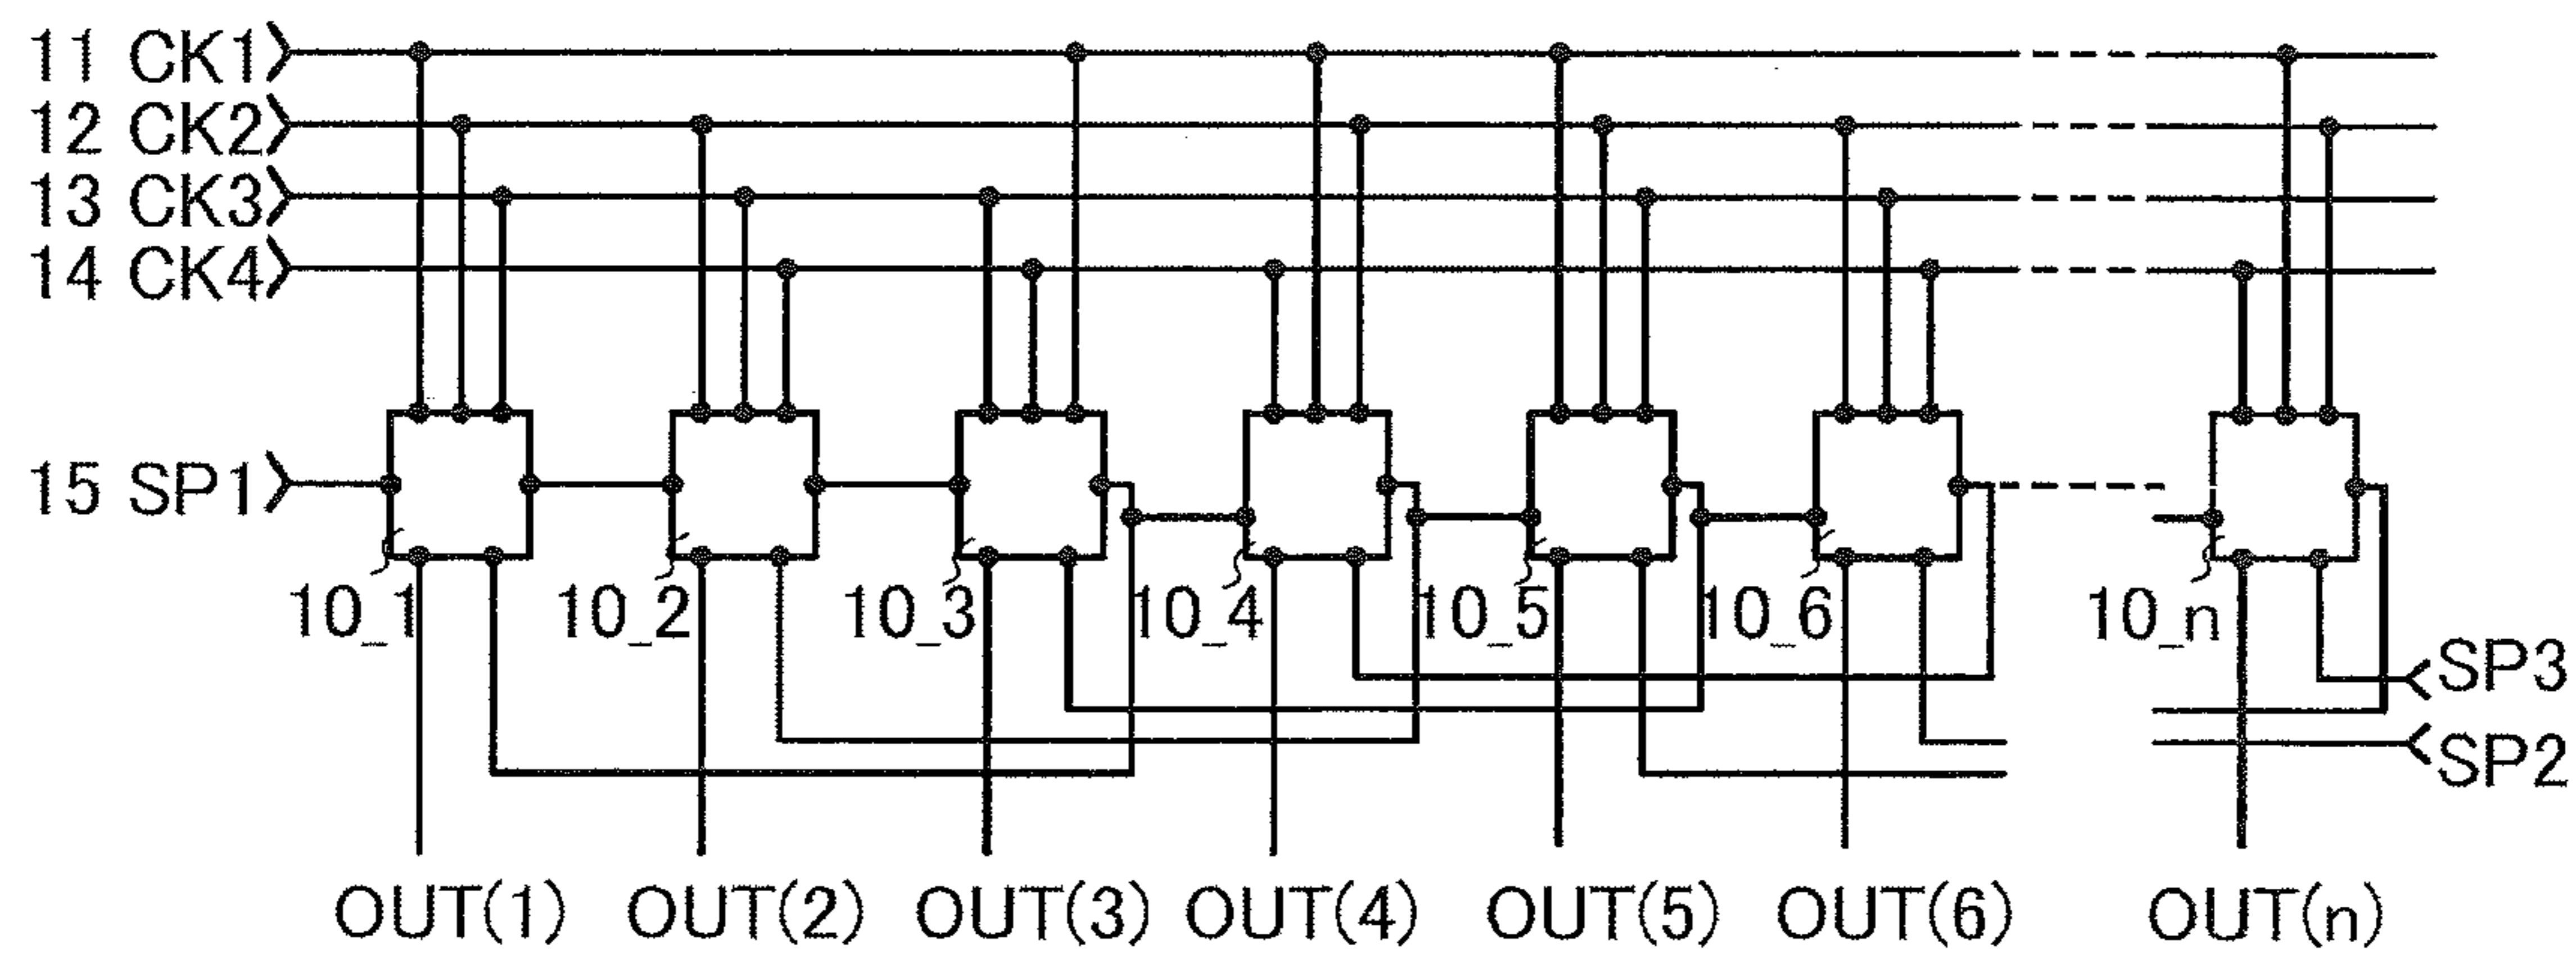 11 CK1
12 CK2
13 CK3
14 CK4
15 SP1
10_1 10_2 10_3 10_4 10_5 10_6 10_n
SP3
SP2
OUT(1) OUT(2) OUT(3) OUT(4) OUT(5) OUT(6) OUT(n)